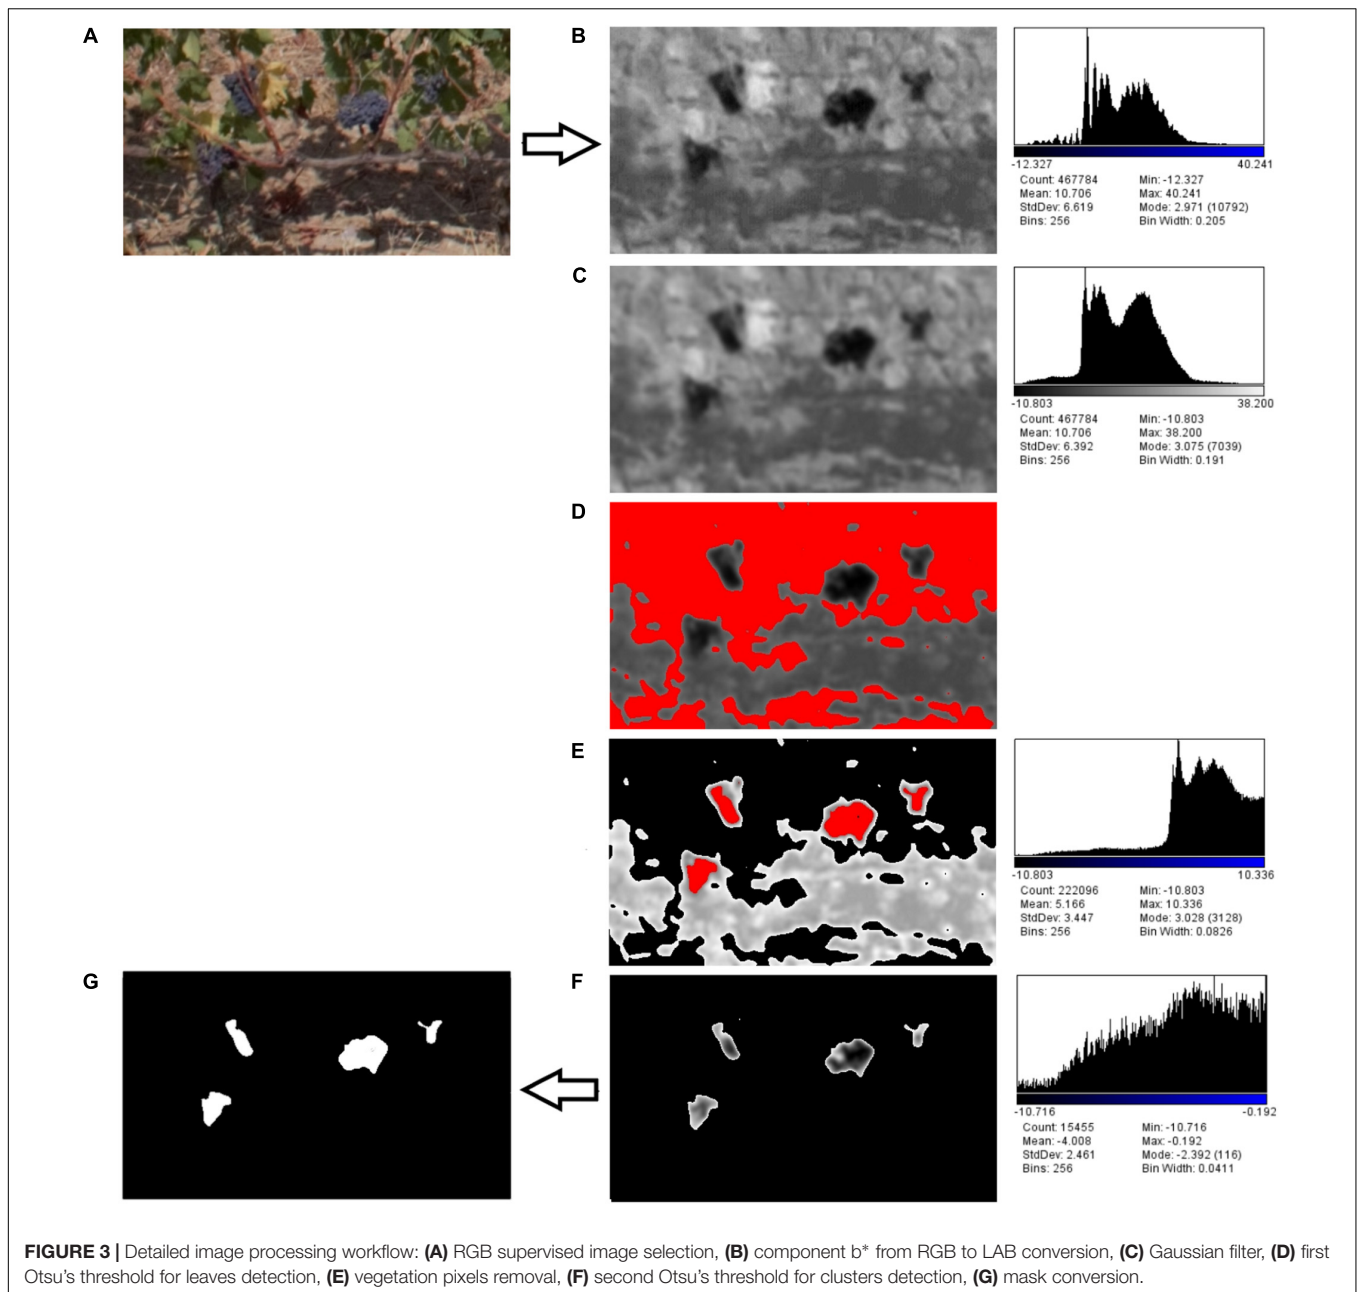 A
B
-12.327 40.241
Count: 467784 Min: -12.327
Mean: 10.706 Max: 40.241
StdDev: 6.619 Mode: 2.971 (10792)
Bins: 256 Bin Width: 0.205
C
-10.803 38.200
Count: 467784 Min: -10.803
Mean: 10.706 Max: 38.200
StdDev: 6.392 Mode: 3.075 (7039)
Bins: 256 Bin Width: 0.191
D
E
-10.803 10.336
Count: 222096 Min: -10.803
Mean: 5.166 Max: 10.336
StdDev: 3.447 Mode: 3.028 (3128)
Bins: 256 Bin Width: 0.0826
G
F
-10.716 -0.192
Count: 15455 Min: -10.716
Mean: -4.008 Max: -0.192
StdDev: 2.461 Mode: -2.392 (116)
Bins: 256 Bin Width: 0.0411
FIGURE 3 | Detailed image processing workflow: (A) RGB supervised image selection, (B) component b* from RGB to LAB conversion, (C) Gaussian filter, (D) first
Otsu's threshold for leaves detection, (E) vegetation pixels removal, (F) second Otsu's threshold for clusters detection, (G) mask conversion.